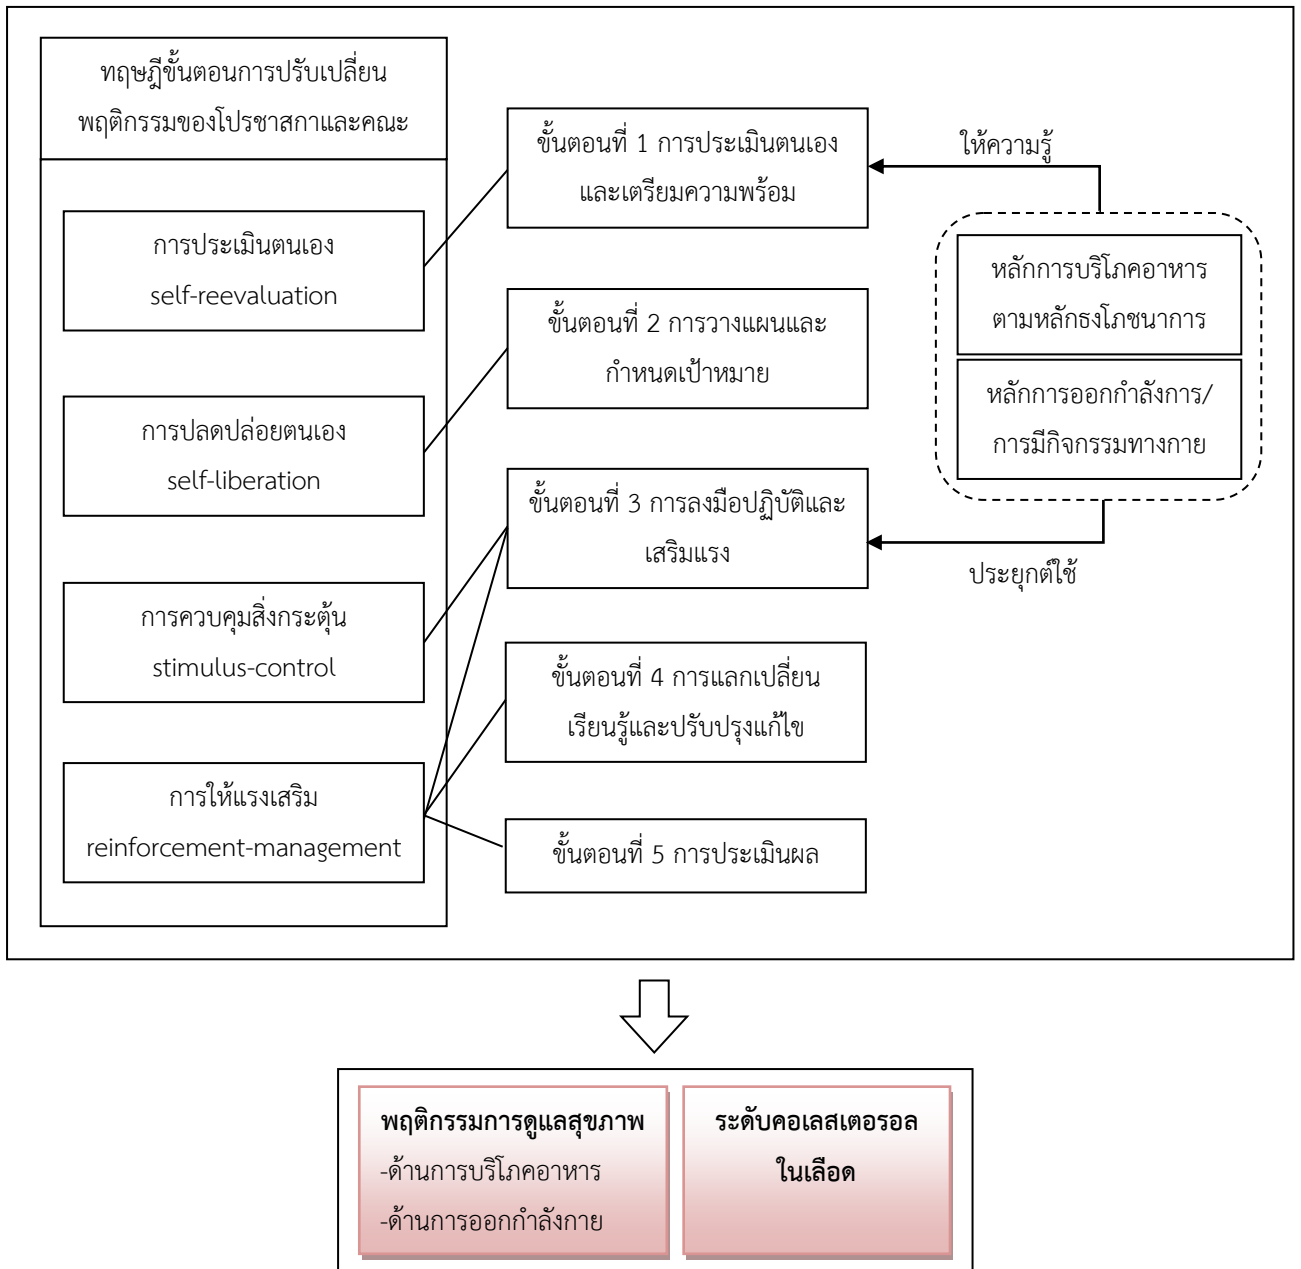 ทฤษฎีขั้นตอนการปรับเปลี่ยน
พฤติกรรมของโปรชาสกาและคณะ
การประเมินตนเอง
self-reevaluation
การปลดปล่อยตนเอง
self-liberation
การควบคุมสิ่งกระตุ้น
stimulus-control
การให้แรงเสริม
reinforcement-management
ขั้นตอนที่ 1 การประเมินตนเอง
และเตรียมความพร้อม
ขั้นตอนที่ 2 การวางแผนและ
กำหนดเป้าหมาย
ขั้นตอนที่ 3 การลงมือปฏิบัติและ
เสริมแรง
ขั้นตอนที่ 4 การแลกเปลี่ยน
เรียนรู้และปรับปรุงแก้ไข
ขั้นตอนที่ 5 การประเมินผล
ให้ความรู้
หลักการบริโภคอาหาร
ตามหลักธงโภชนาการ
หลักการออกกำลังการ/
การมีกิจกรรมทางกาย
ประยุกต์ใช้
พฤติกรรมการดูแลสุขภาพ
-ด้านการบริโภคอาหาร
-ด้านการออกกำลังกาย
ระดับคอเลสเตอรอล
ในเลือด